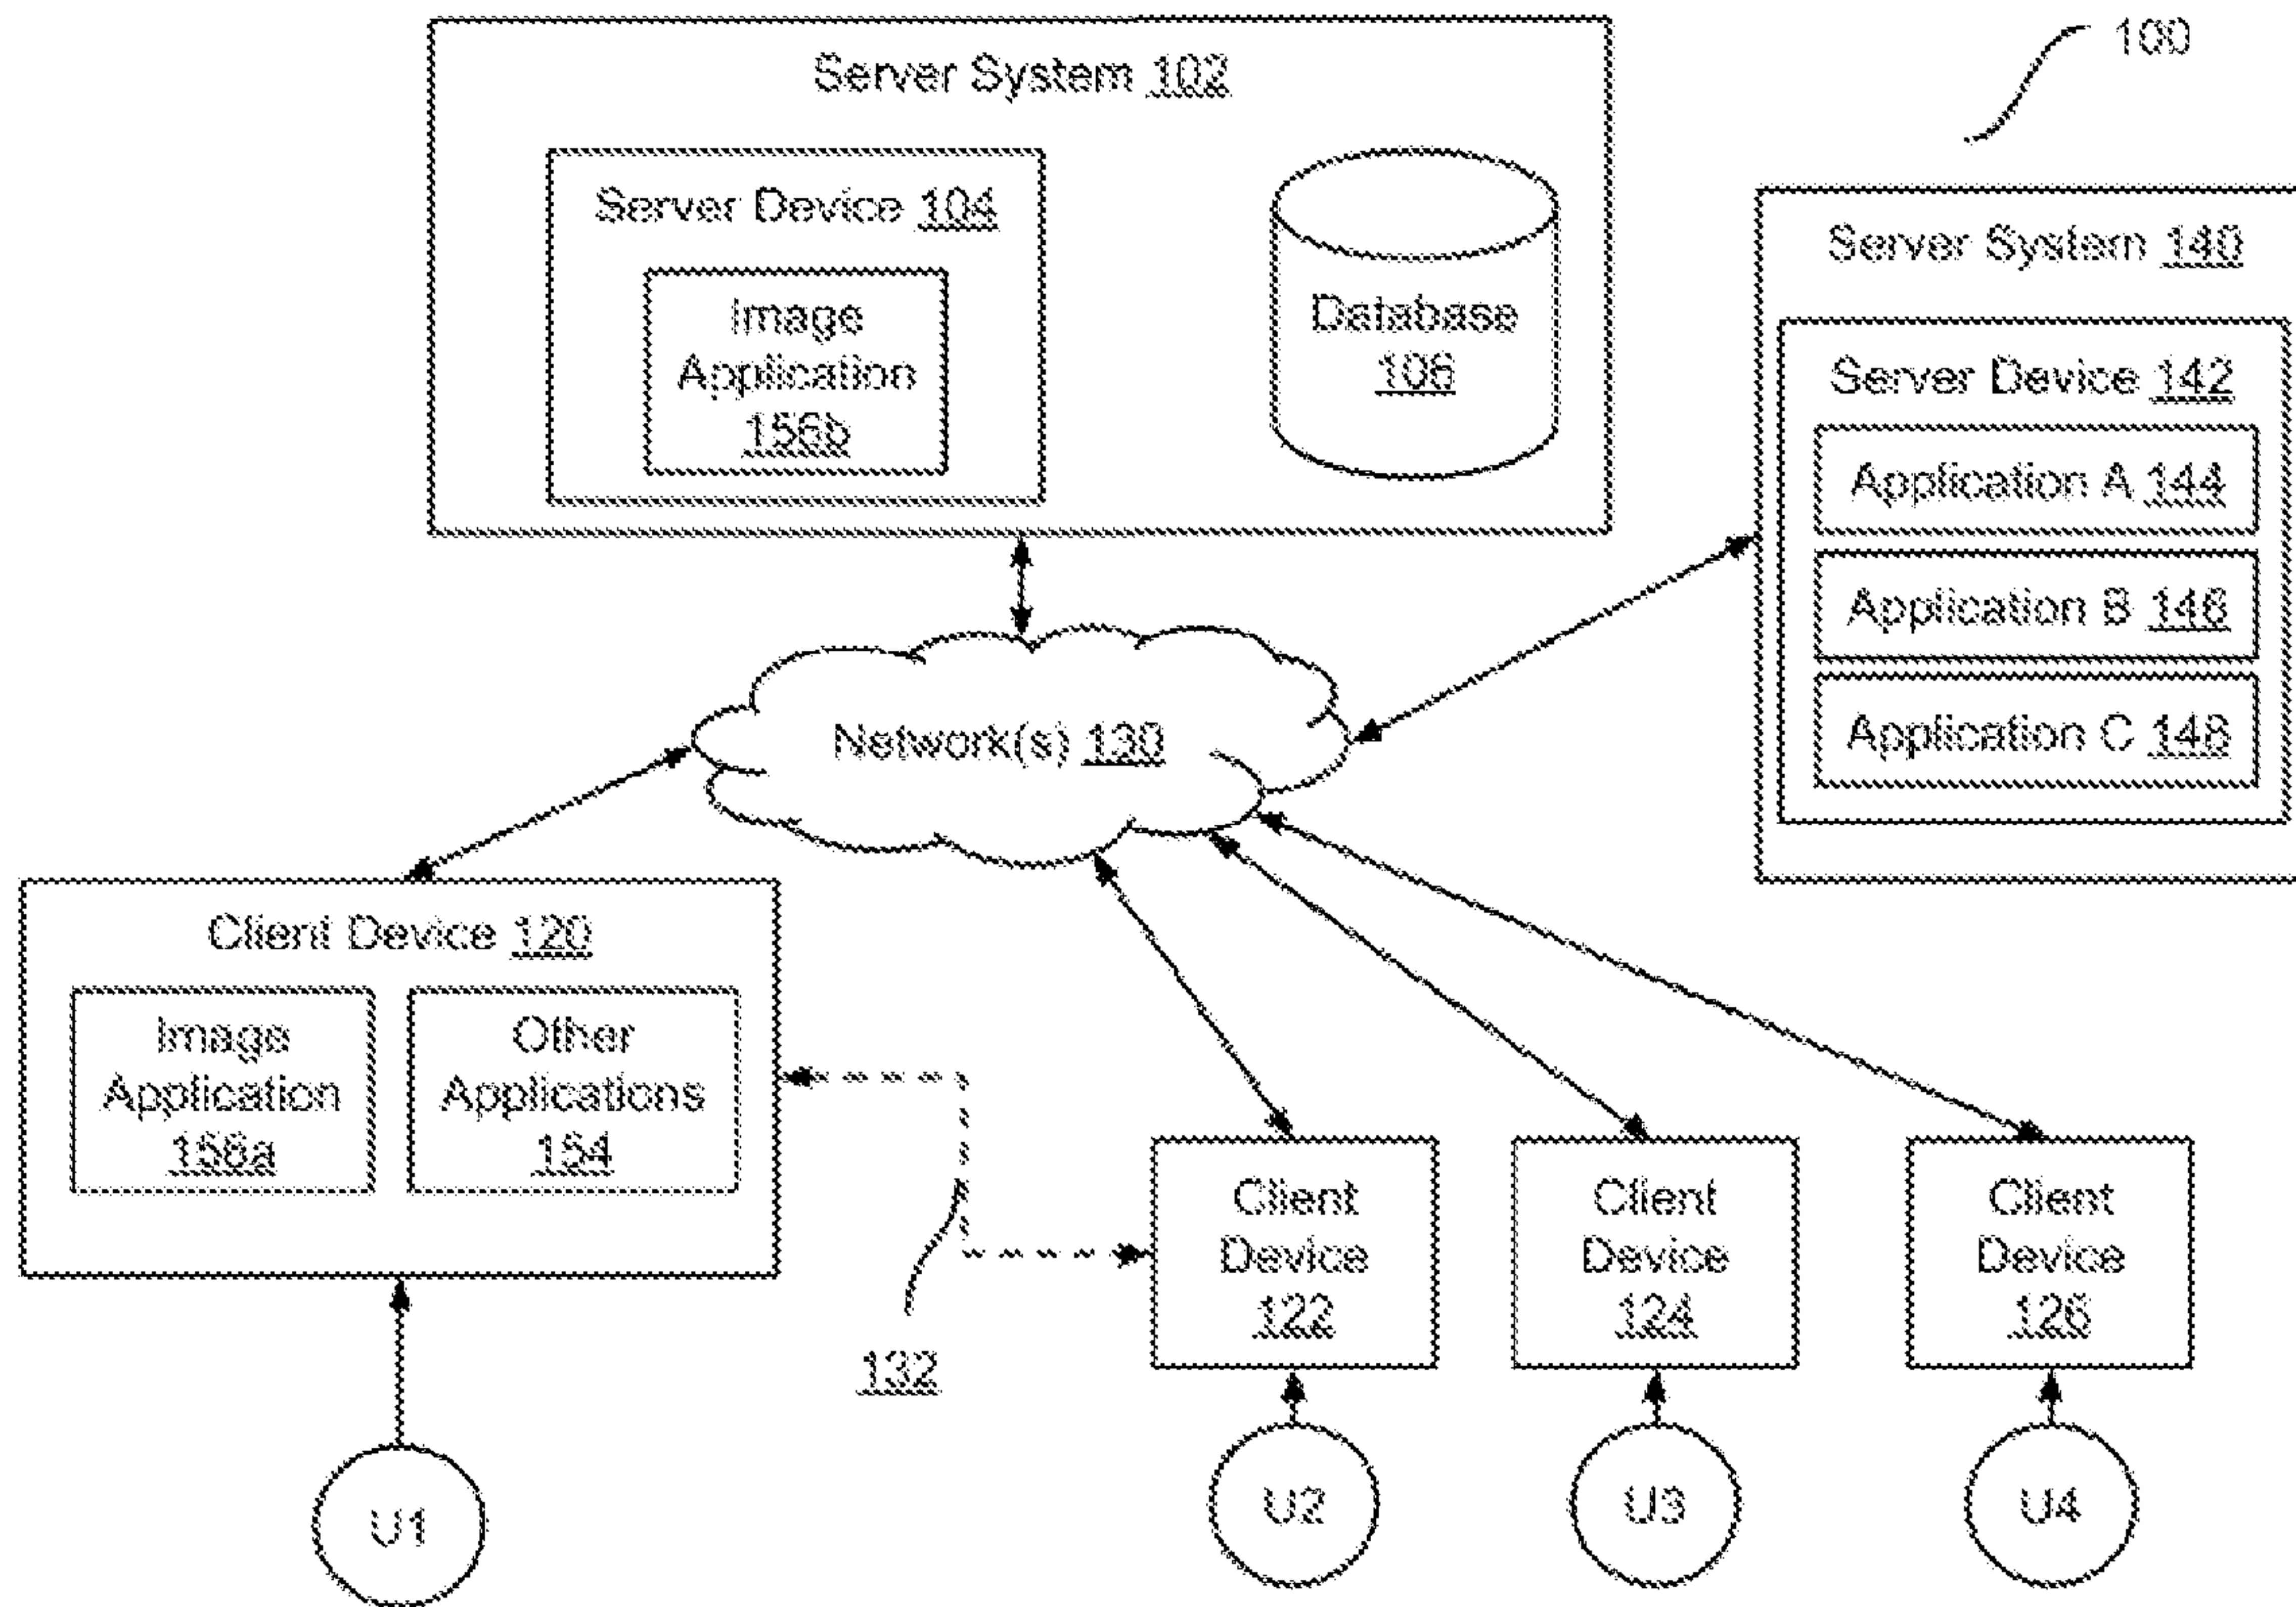 100
Server System 102
Server Device 104
Image
Application
156b
Database
106
Server System 140
Server Device 142
Application A 144
Application B 146
Application C 148
Network(s) 130
Client Device 120
Image
Application
156a
Other
Applications
154
132
Client
Device
122
Client
Device
124
Client
Device
126
U1
U2
U3
U4